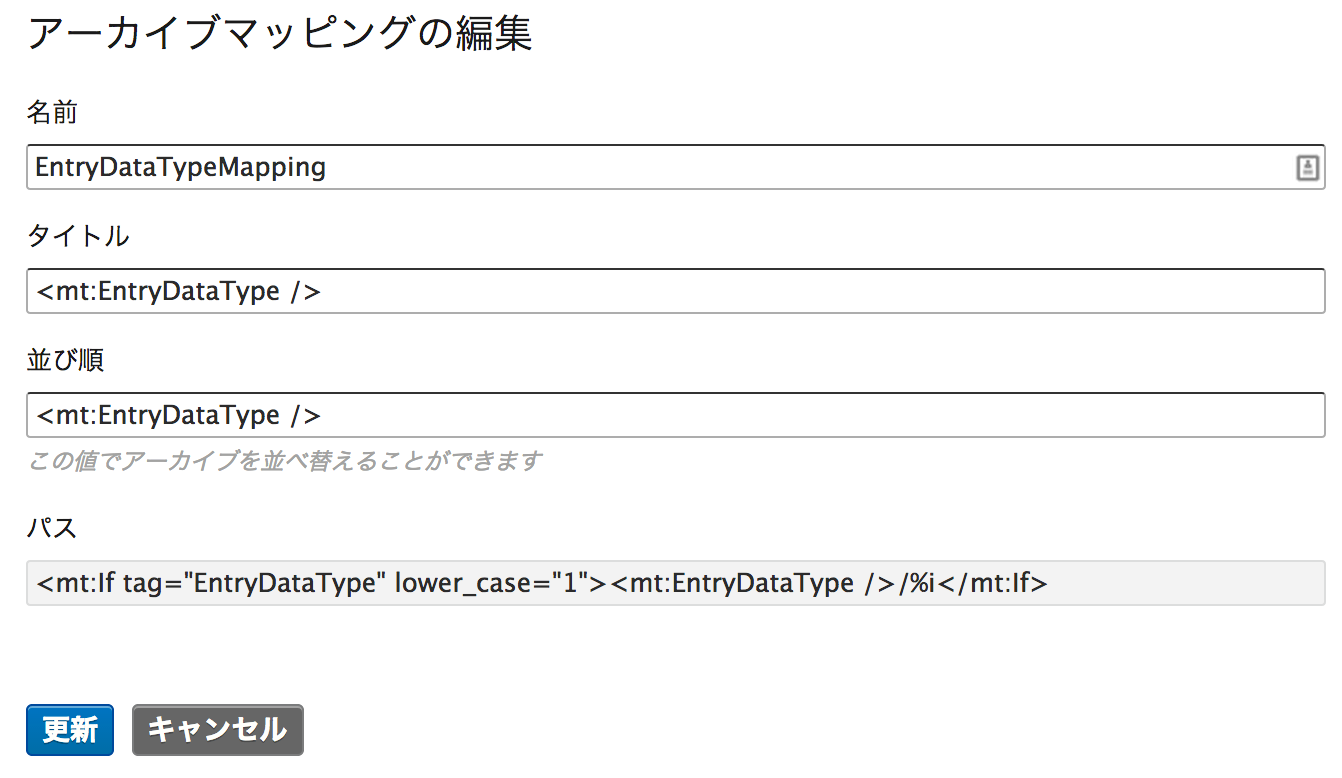 アーカイブマッピングの編集
名前
EntryDataTypeMapping
タイトル
<mt:EntryDataType />
並び順
<mt:EntryDataType />
この値でアーカイブを並べ替えることができます
パス
<mt:If tag="EntryDataType" lower_case="1"><mt:EntryDataType />/%i</mt:If>
更新 キャンセル